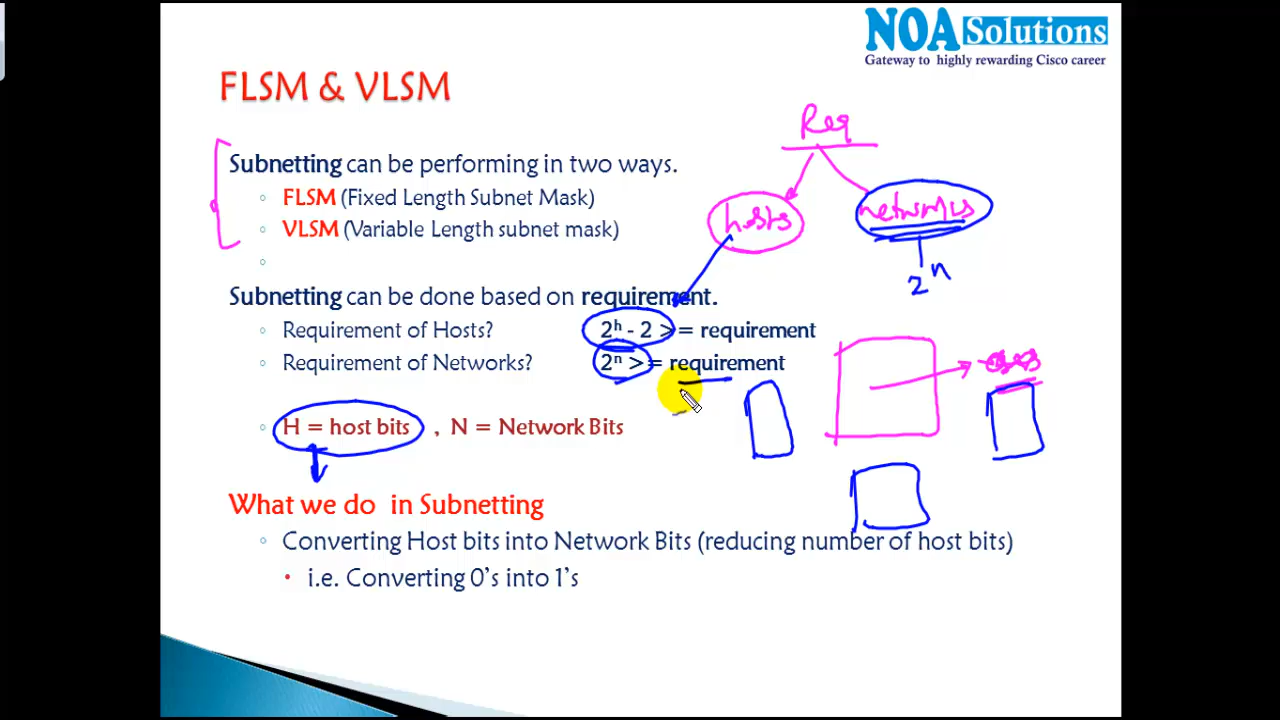 NOA Solutions
Gateway to highly rewarding Cisco career
FLSM & VLSM
Req
Subnetting can be performing in two ways.
FLSM (Fixed Length Subnet Mask)
VLSM (Variable Length subnet mask)
hosts
networks
2ⁿ
Subnetting can be done based on requirement.
Requirement of Hosts? 2ʰ - 2 >= requirement
Requirement of Networks? 2ⁿ >= requirement
H = host bits , N = Network Bits
What we do in Subnetting
Converting Host bits into Network Bits (reducing number of host bits)
i.e. Converting 0's into 1's